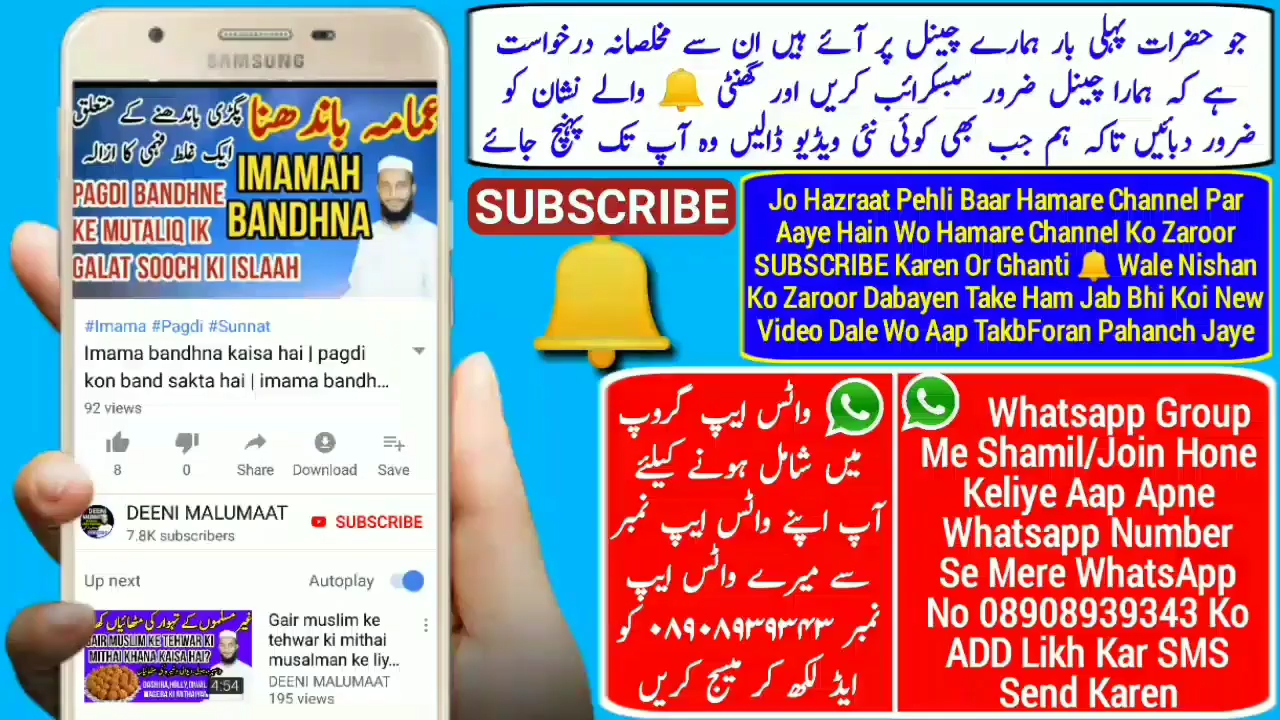 SAMSUNG
عمامہ باندھنا پگڑی باندھنے کے متعلق
ایک غلط فہمی کا ازالہ
IMAMAH
BANDHNA
PAGDI BANDHNE
KE MUTALIQ IK
GALAT SOOCH KI ISLAAH
#Imama #Pagdi #Sunnat
Imama bandhna kaisa hai | pagdi
kon band sakta hai | imama bandh...
92 views
8
0
Share
Download
Save
DEENI MALUMAAT
7.8K subscribers
SUBSCRIBE
Up next
Autoplay
غیر مسلموں کے تہوار کی مٹھائیاں
GAIR MUSLIM KE TEHWAR KI
MITHAI KHANA KAISA HAI?
4:54
Gair muslim ke
tehwar ki mithai
musalman ke liy...
DEENI MALUMAAT
195 views
جو حضرات پہلی بار ہمارے چینل پر آئے ہیں ان سے مخلصانہ درخواست
ہے کہ ہمارا چینل ضرور سبسکرائب کریں اور گھنٹی 🔔 والے نشان کو
ضرور دبائیں تاکہ ہم جب بھی کوئی نئی ویڈیو ڈالیں وہ آپ تک پہنچ جائے
SUBSCRIBE
Jo Hazraat Pehli Baar Hamare Channel Par
Aaye Hain Wo Hamare Channel Ko Zaroor
SUBSCRIBE Karen Or Ghanti 🔔 Wale Nishan
Ko Zaroor Dabayen Take Ham Jab Bhi Koi New
Video Dale Wo Aap TakbForan Pahanch Jaye
واٹس ایپ گروپ
میں شامل ہونے کیلئے
آپ اپنے واٹس ایپ نمبر
سے میرے واٹس ایپ
نمبر ۰۸۹۰۸۹۳۹۳۴۳ کو
ایڈ لکھ کر میسج کریں
Whatsapp Group
Me Shamil/Join Hone
Keliye Aap Apne
Whatsapp Number
Se Mere WhatsApp
No 08908939343 Ko
ADD Likh Kar SMS
Send Karen